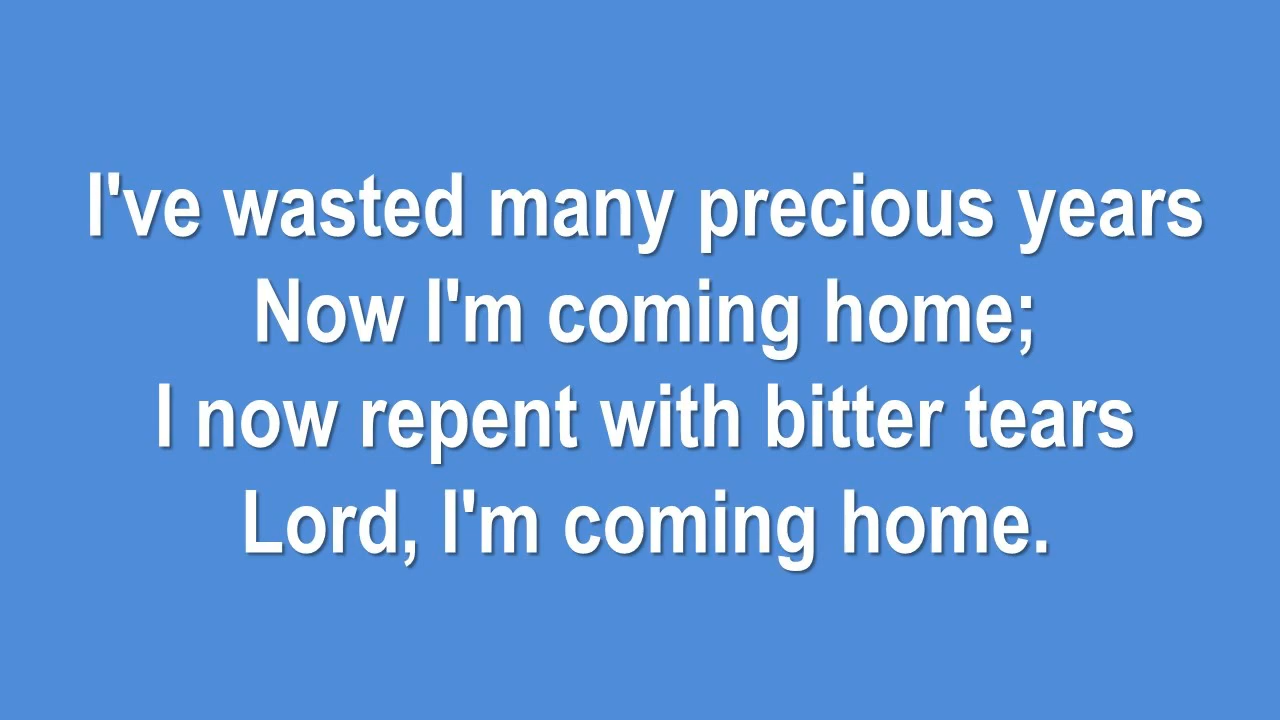 I've wasted many precious years
Now I'm coming home;
I now repent with bitter tears
Lord, I'm coming home.